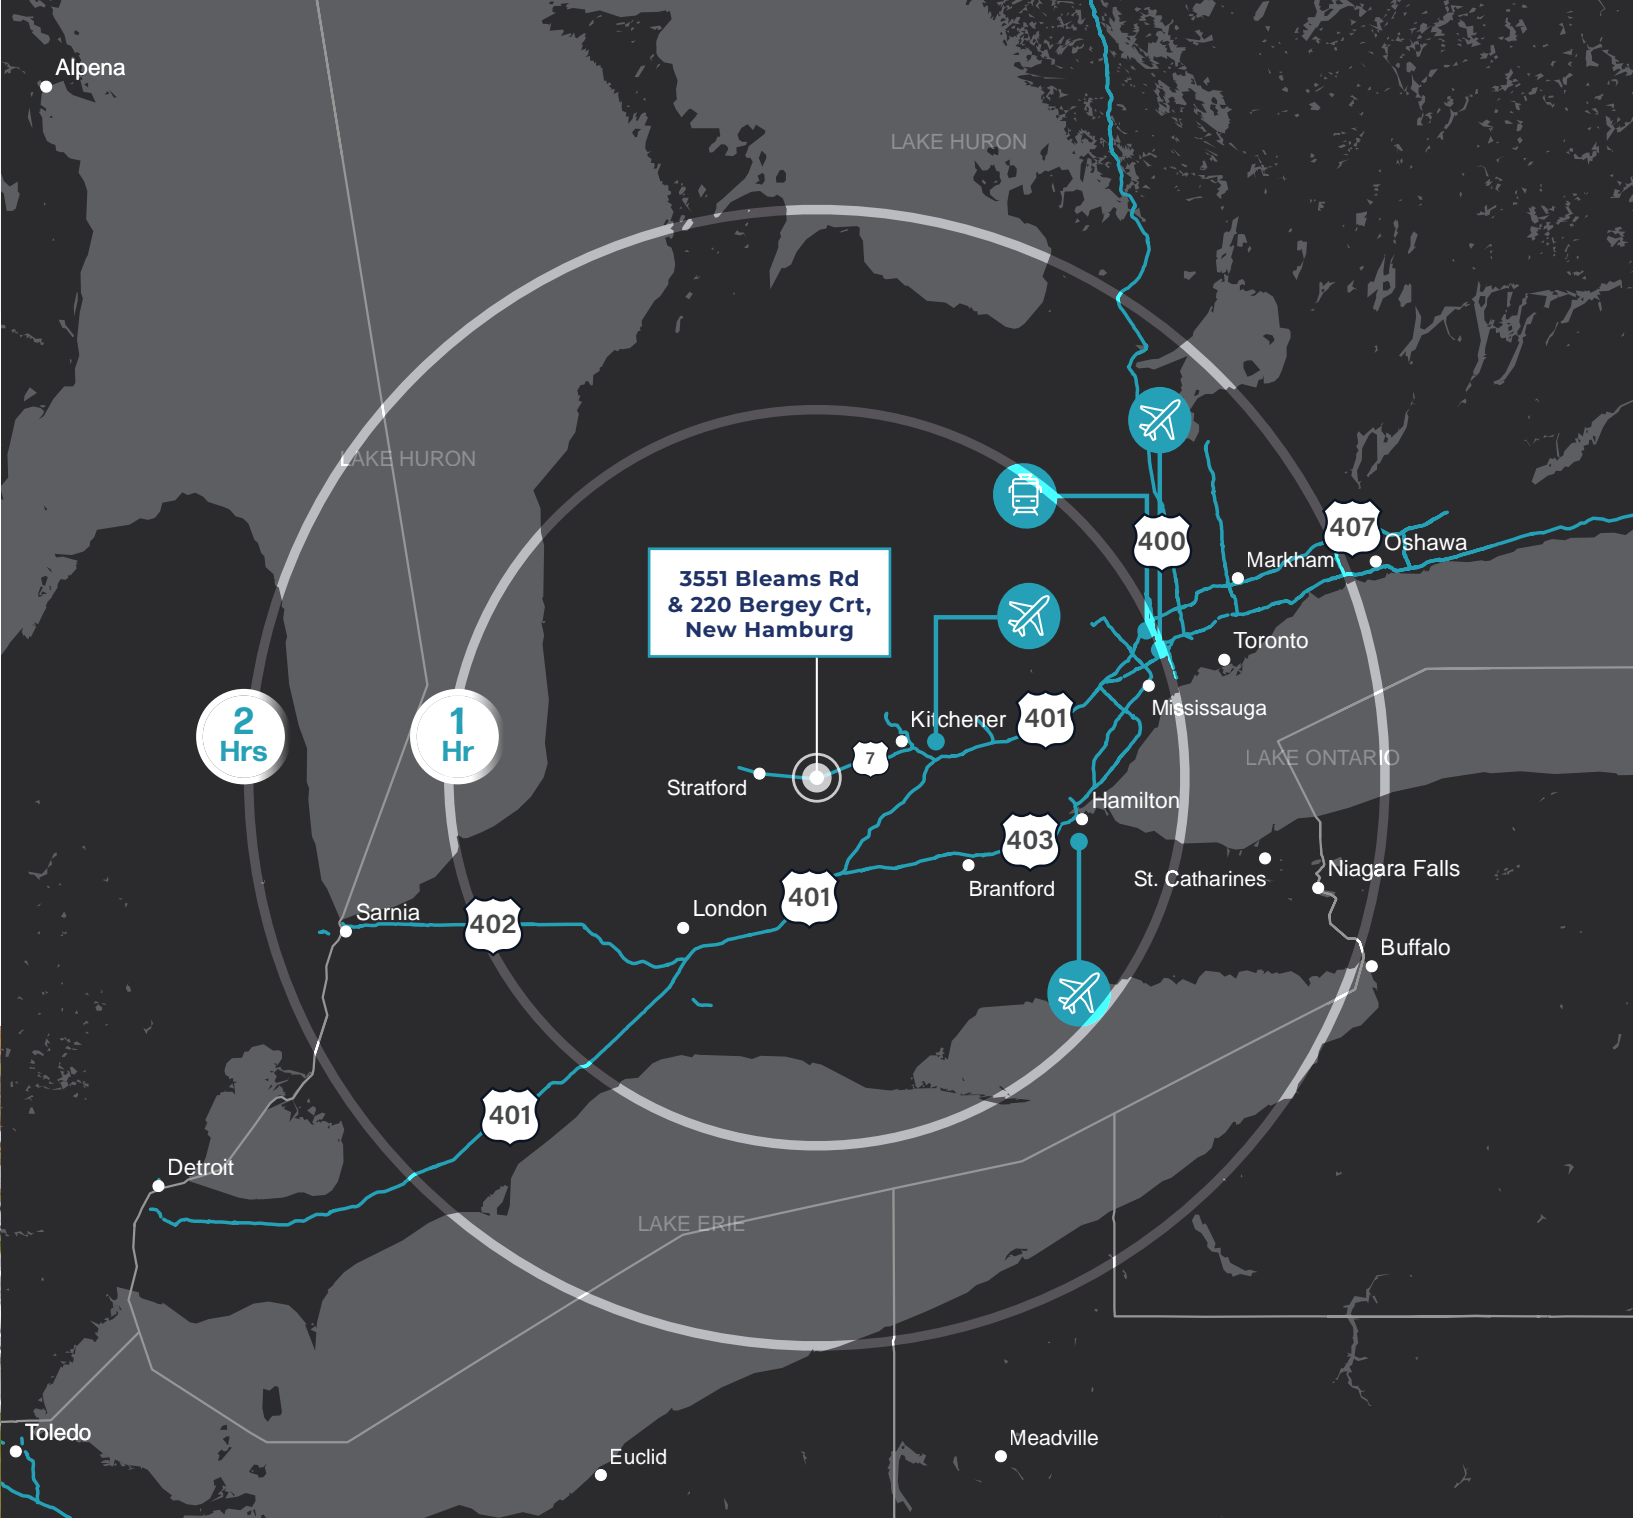 Alpena
LAKE HURON
LAKE HURON
407
Oshawa
400
Markham
3551 Bleams Rd
& 220 Bergey Crt,
New Hamburg
Toronto
2
Hrs
1
Hr
Kitchener
401
Mississauga
7
LAKE ONTARIO
Stratford
Hamilton
403
Niagara Falls
St. Catharines
Brantford
401
London
Sarnia
402
Buffalo
401
Detroit
LAKE ERIE
Toledo
Meadville
Euclid